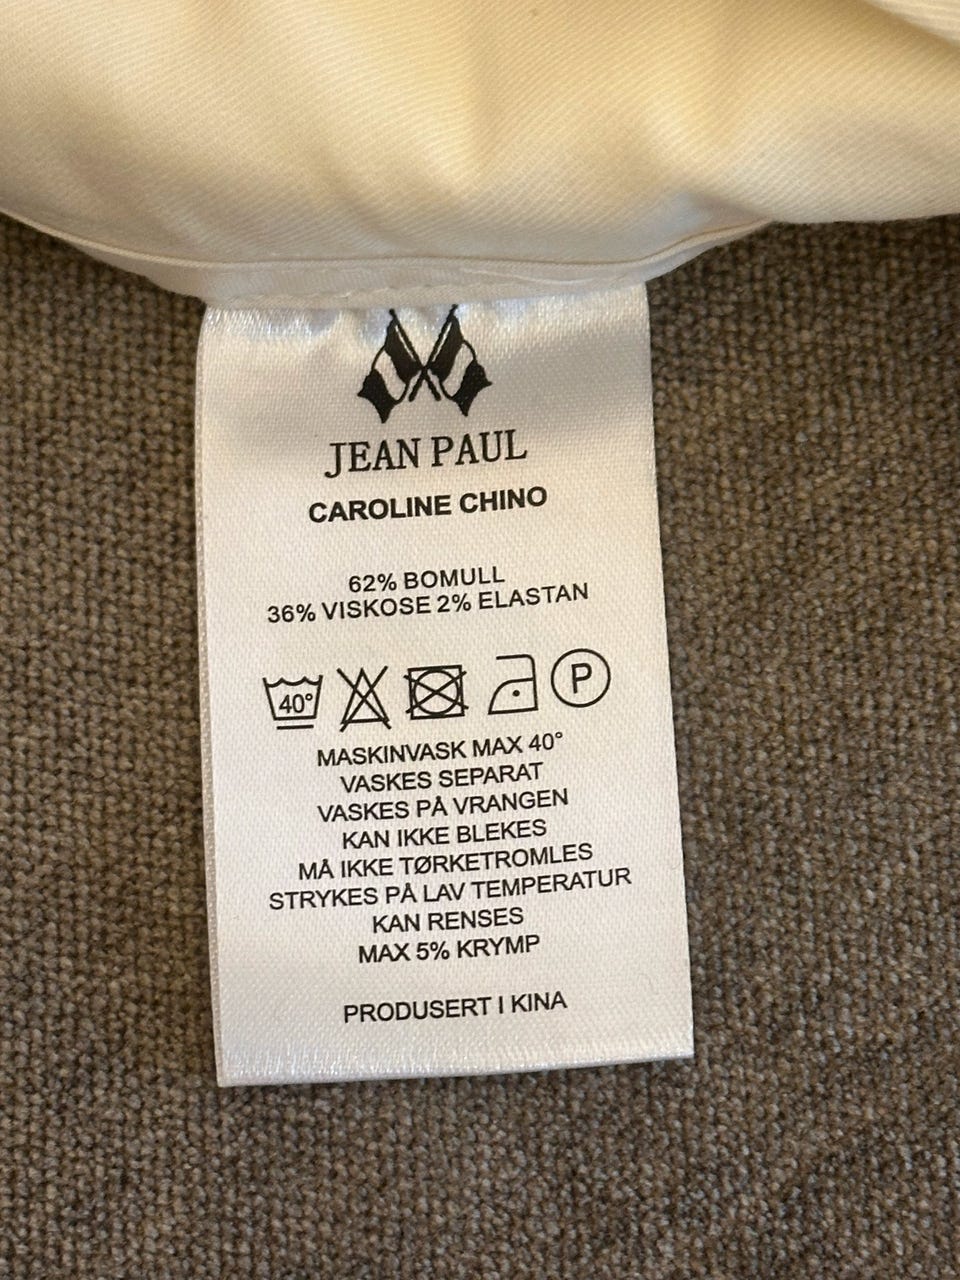 JEAN PAUL
CAROLINE CHINO
62% BOMULL
36% VISKOSE 2% ELASTAN
40° P
MASKINVASK MAX 40°
VASKES SEPARAT
VASKES PÅ VRANGEN
KAN IKKE BLEKES
MÅ IKKE TØRKETROMLES
STRYKES PÅ LAV TEMPERATUR
KAN RENSES
MAX 5% KRYMP
PRODUSERT I KINA